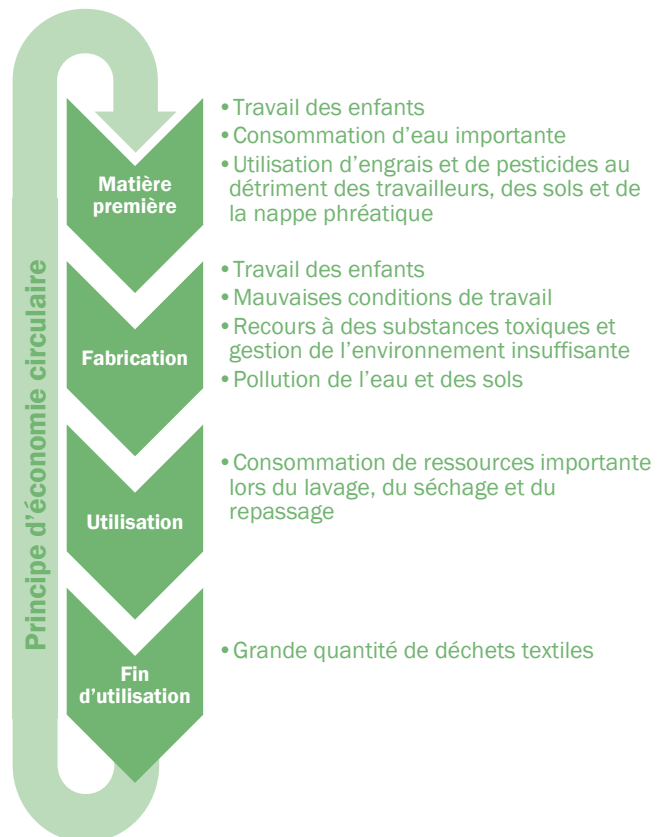 Principe d'économie circulaire
Matière
première
•Travail des enfants
•Consommation d'eau importante
•Utilisation d'engrais et de pesticides au
détriment des travailleurs, des sols et de
la nappe phréatique
Fabrication
•Travail des enfants
•Mauvaises conditions de travail
•Recours à des substances toxiques et
gestion de l'environnement insuffisante
•Pollution de l'eau et des sols
Utilisation
•Consommation de ressources importante
lors du lavage, du séchage et du
repassage
Fin
d'utilisation
•Grande quantité de déchets textiles